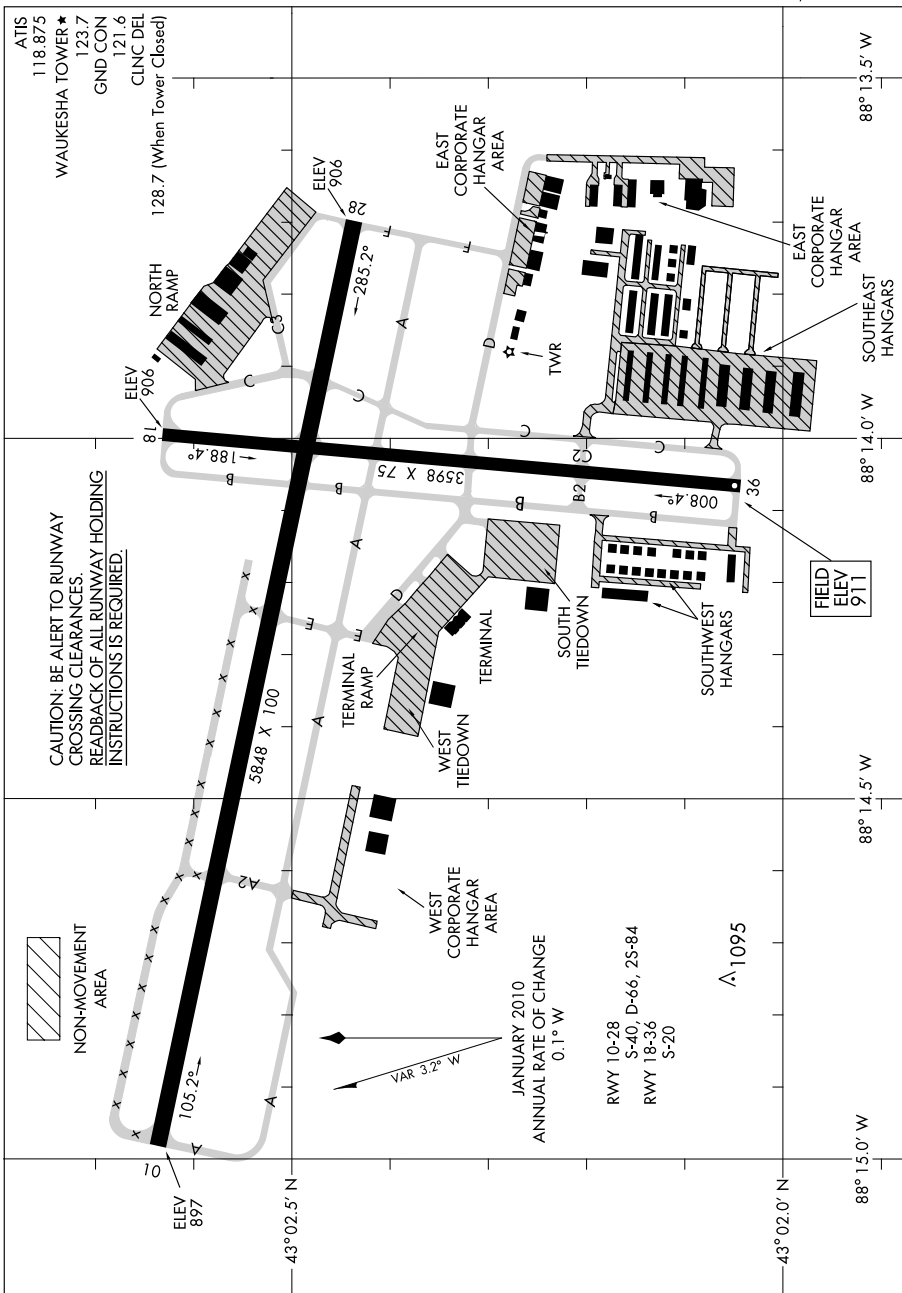 ATIS
118.875
WAUKESHA TOWER★
123.7
GND CON
121.6
CLNC DEL
128.7 (When Tower Closed)
CAUTION: BE ALERT TO RUNWAY
CROSSING CLEARANCES.
READBACK OF ALL RUNWAY HOLDING
INSTRUCTIONS IS REQUIRED.
NON-MOVEMENT
AREA
ELEV
897
10
105.2°
5848 X 100
285.2°
28
ELEV
906
NORTH
RAMP
ELEV
906
18
188.4°
3598 X 75
008.4°
36
FIELD
ELEV
911
A
A
A
A
A
A2
B
B
B
B
B2
C
C
C
C
C2
C3
D
D
E
E
F
F
TERMINAL
RAMP
WEST
TIEDOWN
TERMINAL
SOUTH
TIEDOWN
SOUTHWEST
HANGARS
WEST
CORPORATE
HANGAR
AREA
TWR
EAST
CORPORATE
HANGAR
AREA
EAST
CORPORATE
HANGAR
AREA
SOUTHEAST
HANGARS
VAR 3.2° W
JANUARY 2010
ANNUAL RATE OF CHANGE
0.1° W
RWY 10-28
S-40, D-66, 2S-84
RWY 18-36
S-20
1095
43°02.5' N
43°02.0' N
88°15.0' W
88°14.5' W
88°14.0' W
88°13.5' W
x x x x x x x x x x x x x x x x x x